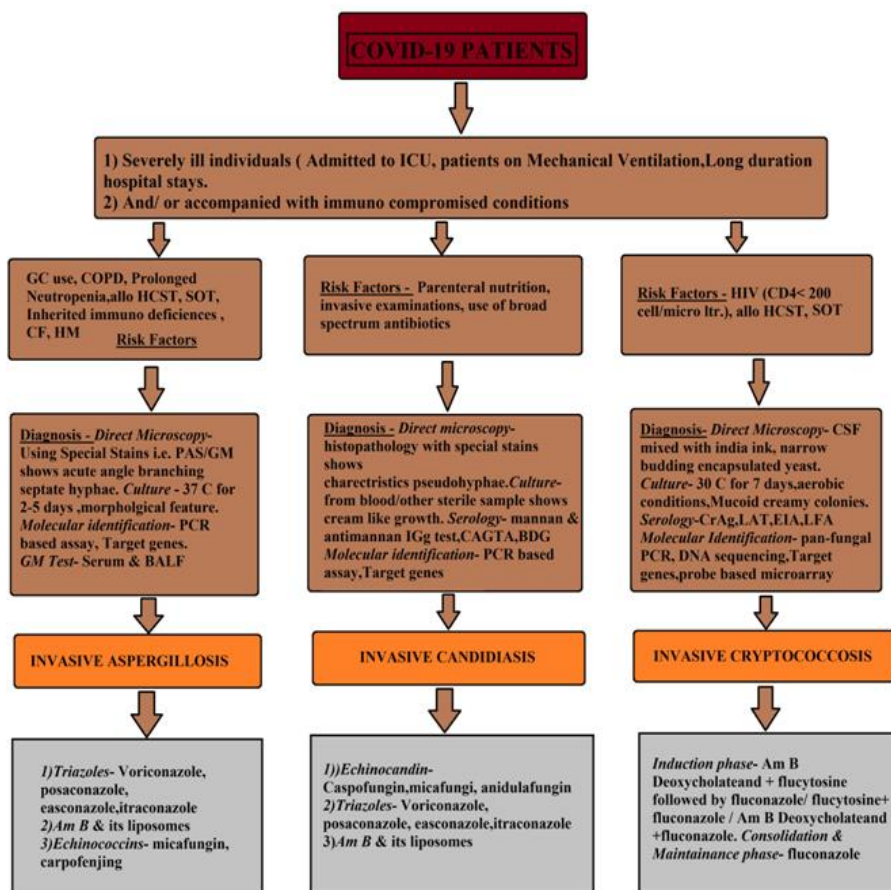 COVID-19 PATIENTS
1) Severely ill individuals ( Admitted to ICU, patients on Mechanical Ventilation,Long duration
hospital stays.
2) And/ or accompanied with immuno compromised conditions
GC use, COPD, Prolonged
Neutropenia,allo HCST, SOT,
Inherited immuno deficiences ,
CF, HM
Risk Factors
Risk Factors - Parenteral nutrition,
invasive examinations, use of broad
spectrum antibiotics
Risk Factors - HIV (CD4< 200
cell/micro ltr.), allo HCST, SOT
Diagnosis - Direct Microscopy-
Using Special Stains i.e. PAS/GM
shows acute angle branching
septate hyphae. Culture - 37 C for
2-5 days ,morpholgical feature.
Molecular identification- PCR
based assay, Target genes.
GM Test- Serum & BALF
Diagnosis - Direct microscopy-
histopathology with special stains
shows
charectristics pseudohyphae.Culture-
from blood/other sterile sample shows
cream like growth. Serology- mannan &
antimannan IGg test,CAGTA,BDG
Molecular identification- PCR based
assay,Target genes
Diagnosis- Direct Microscopy- CSF
mixed with india ink, narrow
budding encapsulated yeast.
Culture- 30 C for 7 days,aerobic
conditions,Mucoid creamy colonies.
Serology-CrAg,LAT,EIA,LFA
Molecular Identification- pan-fungal
PCR, DNA sequencing,Target
genes,probe based microarray
INVASIVE ASPERGILLOSIS
INVASIVE CANDIDIASIS
INVASIVE CRYPTOCCOSIS
1)Triazoles- Voriconazole,
posaconazole,
easconazole,itraconazole
2)Am B & its liposomes
3)Echinococcins- micafungin,
carpofenjing
1))Echinocandin-
Caspofungin,micafungi, anidulafungin
2)Triazoles- Voriconazole,
posaconazole, easconazole,itraconazole
3)Am B & its liposomes
Induction phase- Am B
Deoxycholateand + flucytosine
followed by fluconazole/ flucytosine+
fluconazole / Am B Deoxycholateand
+fluconazole. Consolidation &
Maintainance phase- fluconazole